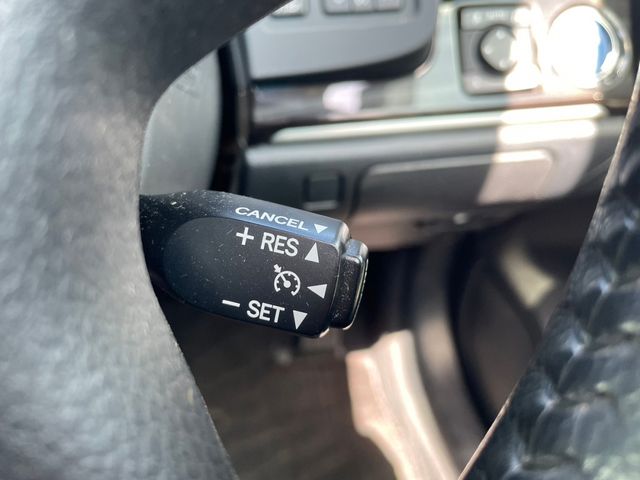 CANCEL▼
+ RES ▲
− SET ▼